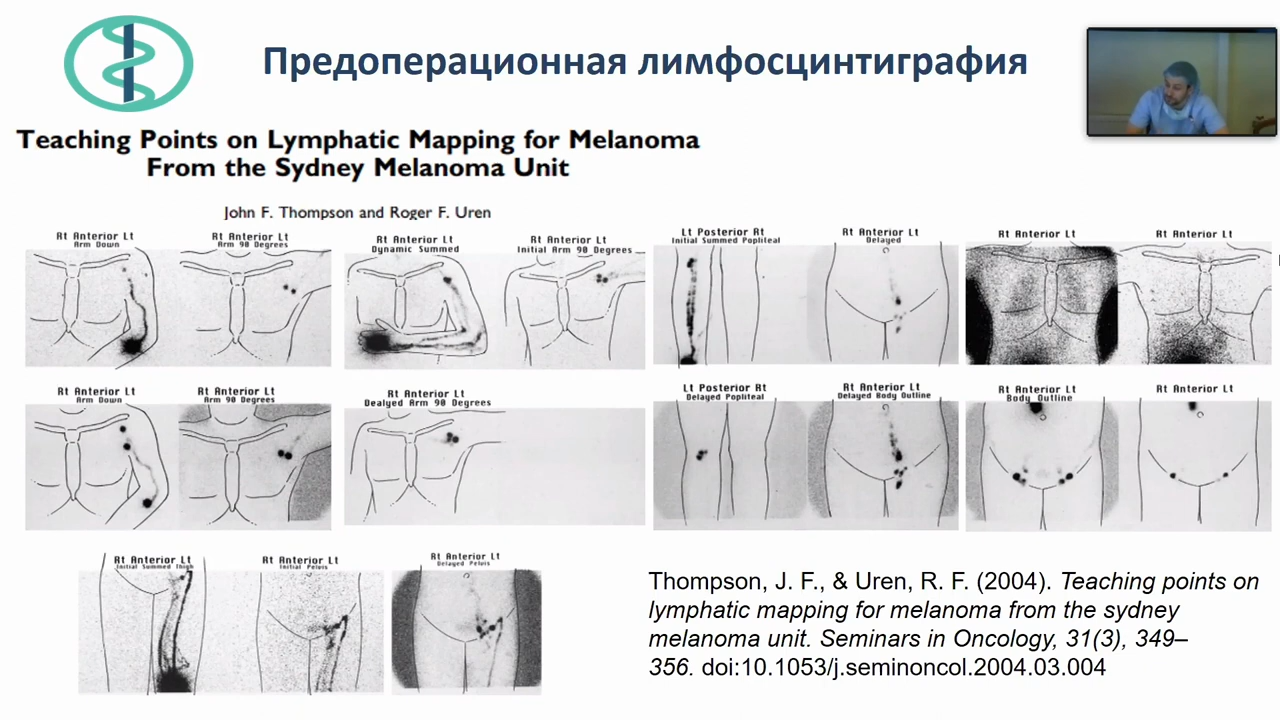 Предоперационная лимфосцинтиграфия
Teaching Points on Lymphatic Mapping for Melanoma
From the Sydney Melanoma Unit
John F. Thompson and Roger F. Uren
Rt Anterior Lt
Arm Down
Rt Anterior Lt
Arm 90 Degrees
Rt Anterior Lt
Dynamic Summed
Rt Anterior Lt
Initial Arm 90 Degrees
Lt Posterior Rt
Initial Summed Popliteal
Rt Anterior Lt
Delayed
Rt Anterior Lt
Rt Anterior Lt
Rt Anterior Lt
Arm Down
Rt Anterior Lt
Arm 90 Degrees
Rt Anterior Lt
Dealyed Arm 90 Degrees
Lt Posterior Rt
Delayed Popliteal
Rt Anterior Lt
Delayed Body Outline
Rt Anterior Lt
Body Outline
Rt Anterior Lt
Rt Anterior Lt
Initial Summed Thigh
Rt Anterior Lt
Initial Pelvis
Rt Anterior Lt
Delayed Pelvis
Thompson, J. F., & Uren, R. F. (2004). Teaching points on
lymphatic mapping for melanoma from the sydney
melanoma unit. Seminars in Oncology, 31(3), 349–
356. doi:10.1053/j.seminoncol.2004.03.004